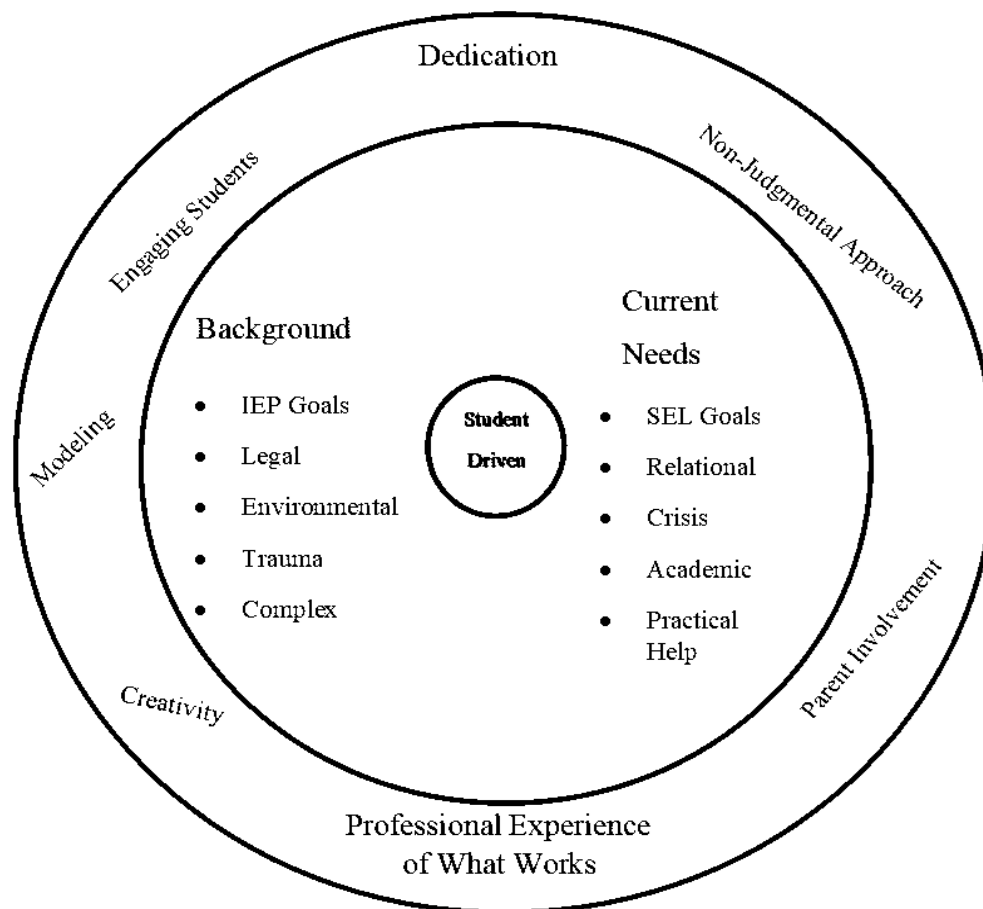 Dedication
Non-Judgmental Approach
Engaging Students
Modeling
Creativity
Parent Involvement
Professional Experience
of What Works
Background
• IEP Goals
• Legal
• Environmental
• Trauma
• Complex
Student
Driven
Current
Needs
• SEL Goals
• Relational
• Crisis
• Academic
• Practical
Help